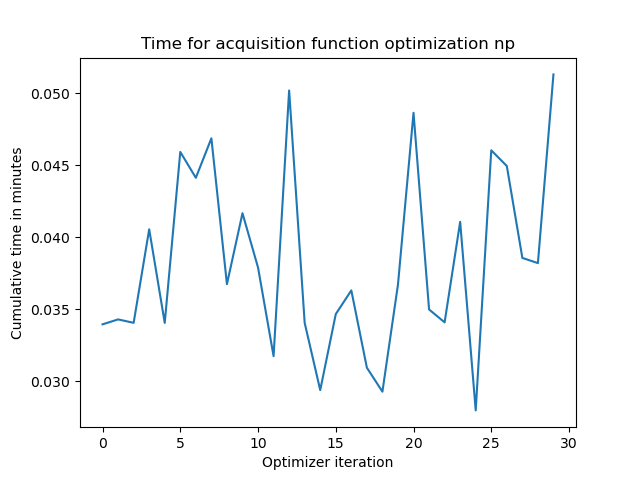 Time for acquisition function optimization np
Cumulative time in minutes
0.050
0.045
0.040
0.035
0.030
0 5 10 15 20 25 30
Optimizer iteration